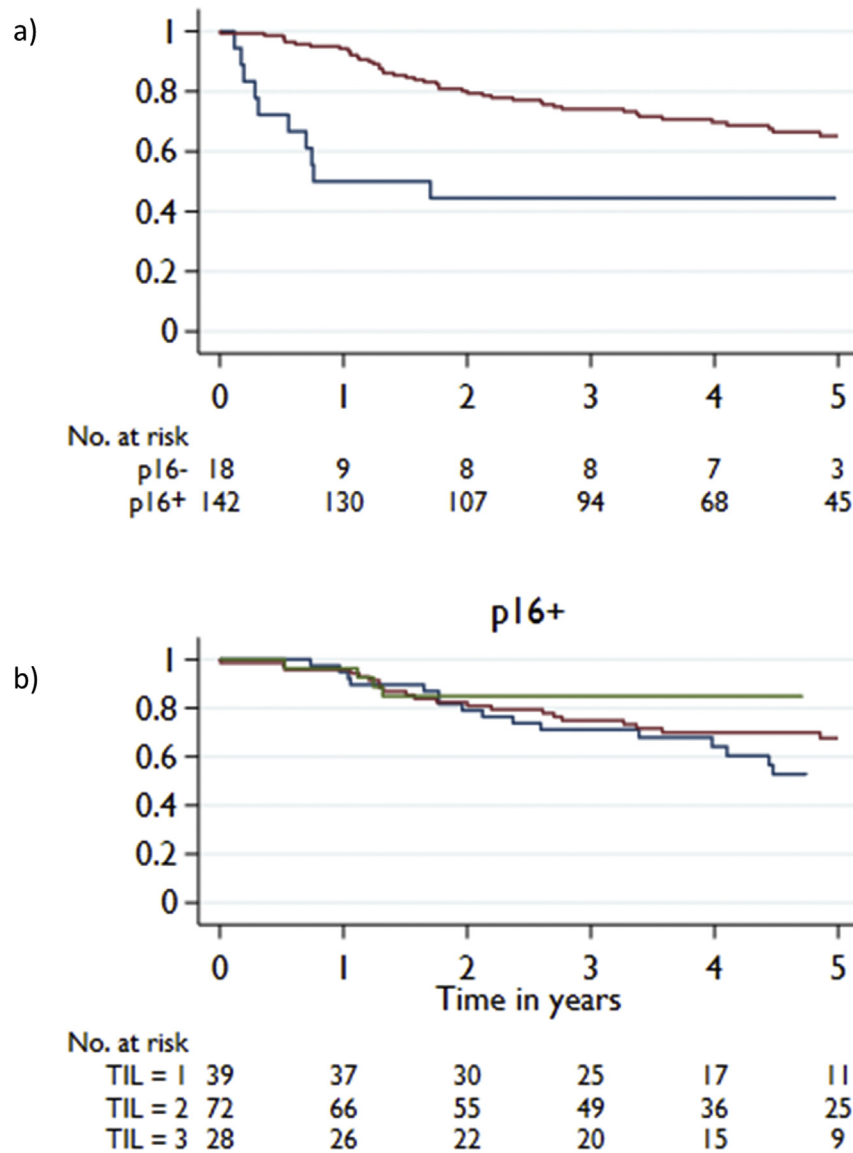 a)
1
0.8
0.6
0.4
0.2
0
0 1 2 3 4 5
No. at risk
p16- 18 9 8 8 7 3
p16+ 142 130 107 94 68 45
p16+
b)
1
0.8
0.6
0.4
0.2
0
0 1 2 3 4 5
Time in years
No. at risk
TIL = 1 39 37 30 25 17 11
TIL = 2 72 66 55 49 36 25
TIL = 3 28 26 22 20 15 9